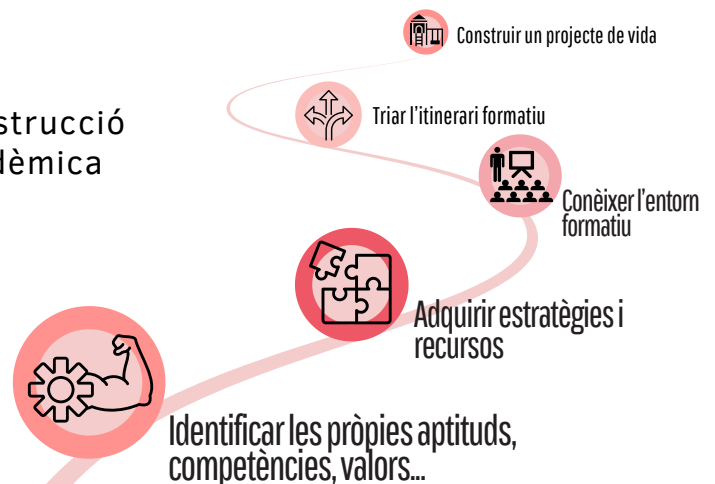 Construir un projecte de vida
Triar l'itinerari formatiu
strucció
dèmica
Conèixer l'entorn
formatiu
Adquirir estratègies i
recursos
Identificar les pròpies aptituds,
competències, valors...